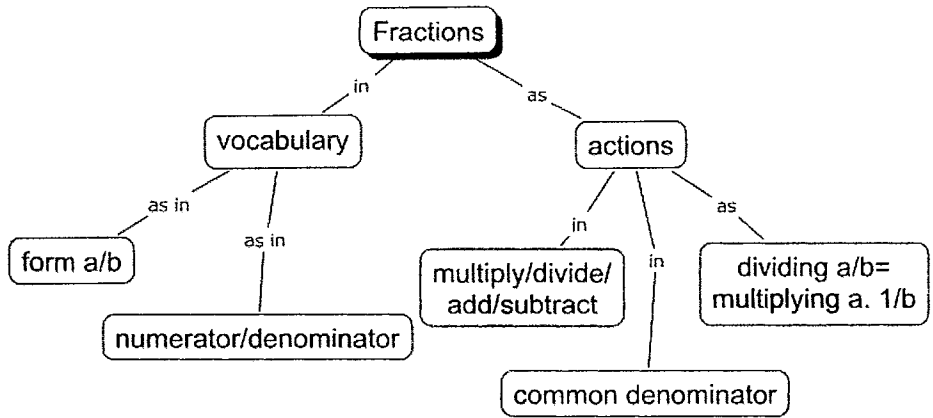 Fractions
in
as
vocabulary
actions
as in
as in
in
in
as
form a/b
numerator/denominator
multiply/divide/
add/subtract
common denominator
dividing a/b=
multiplying a. 1/b